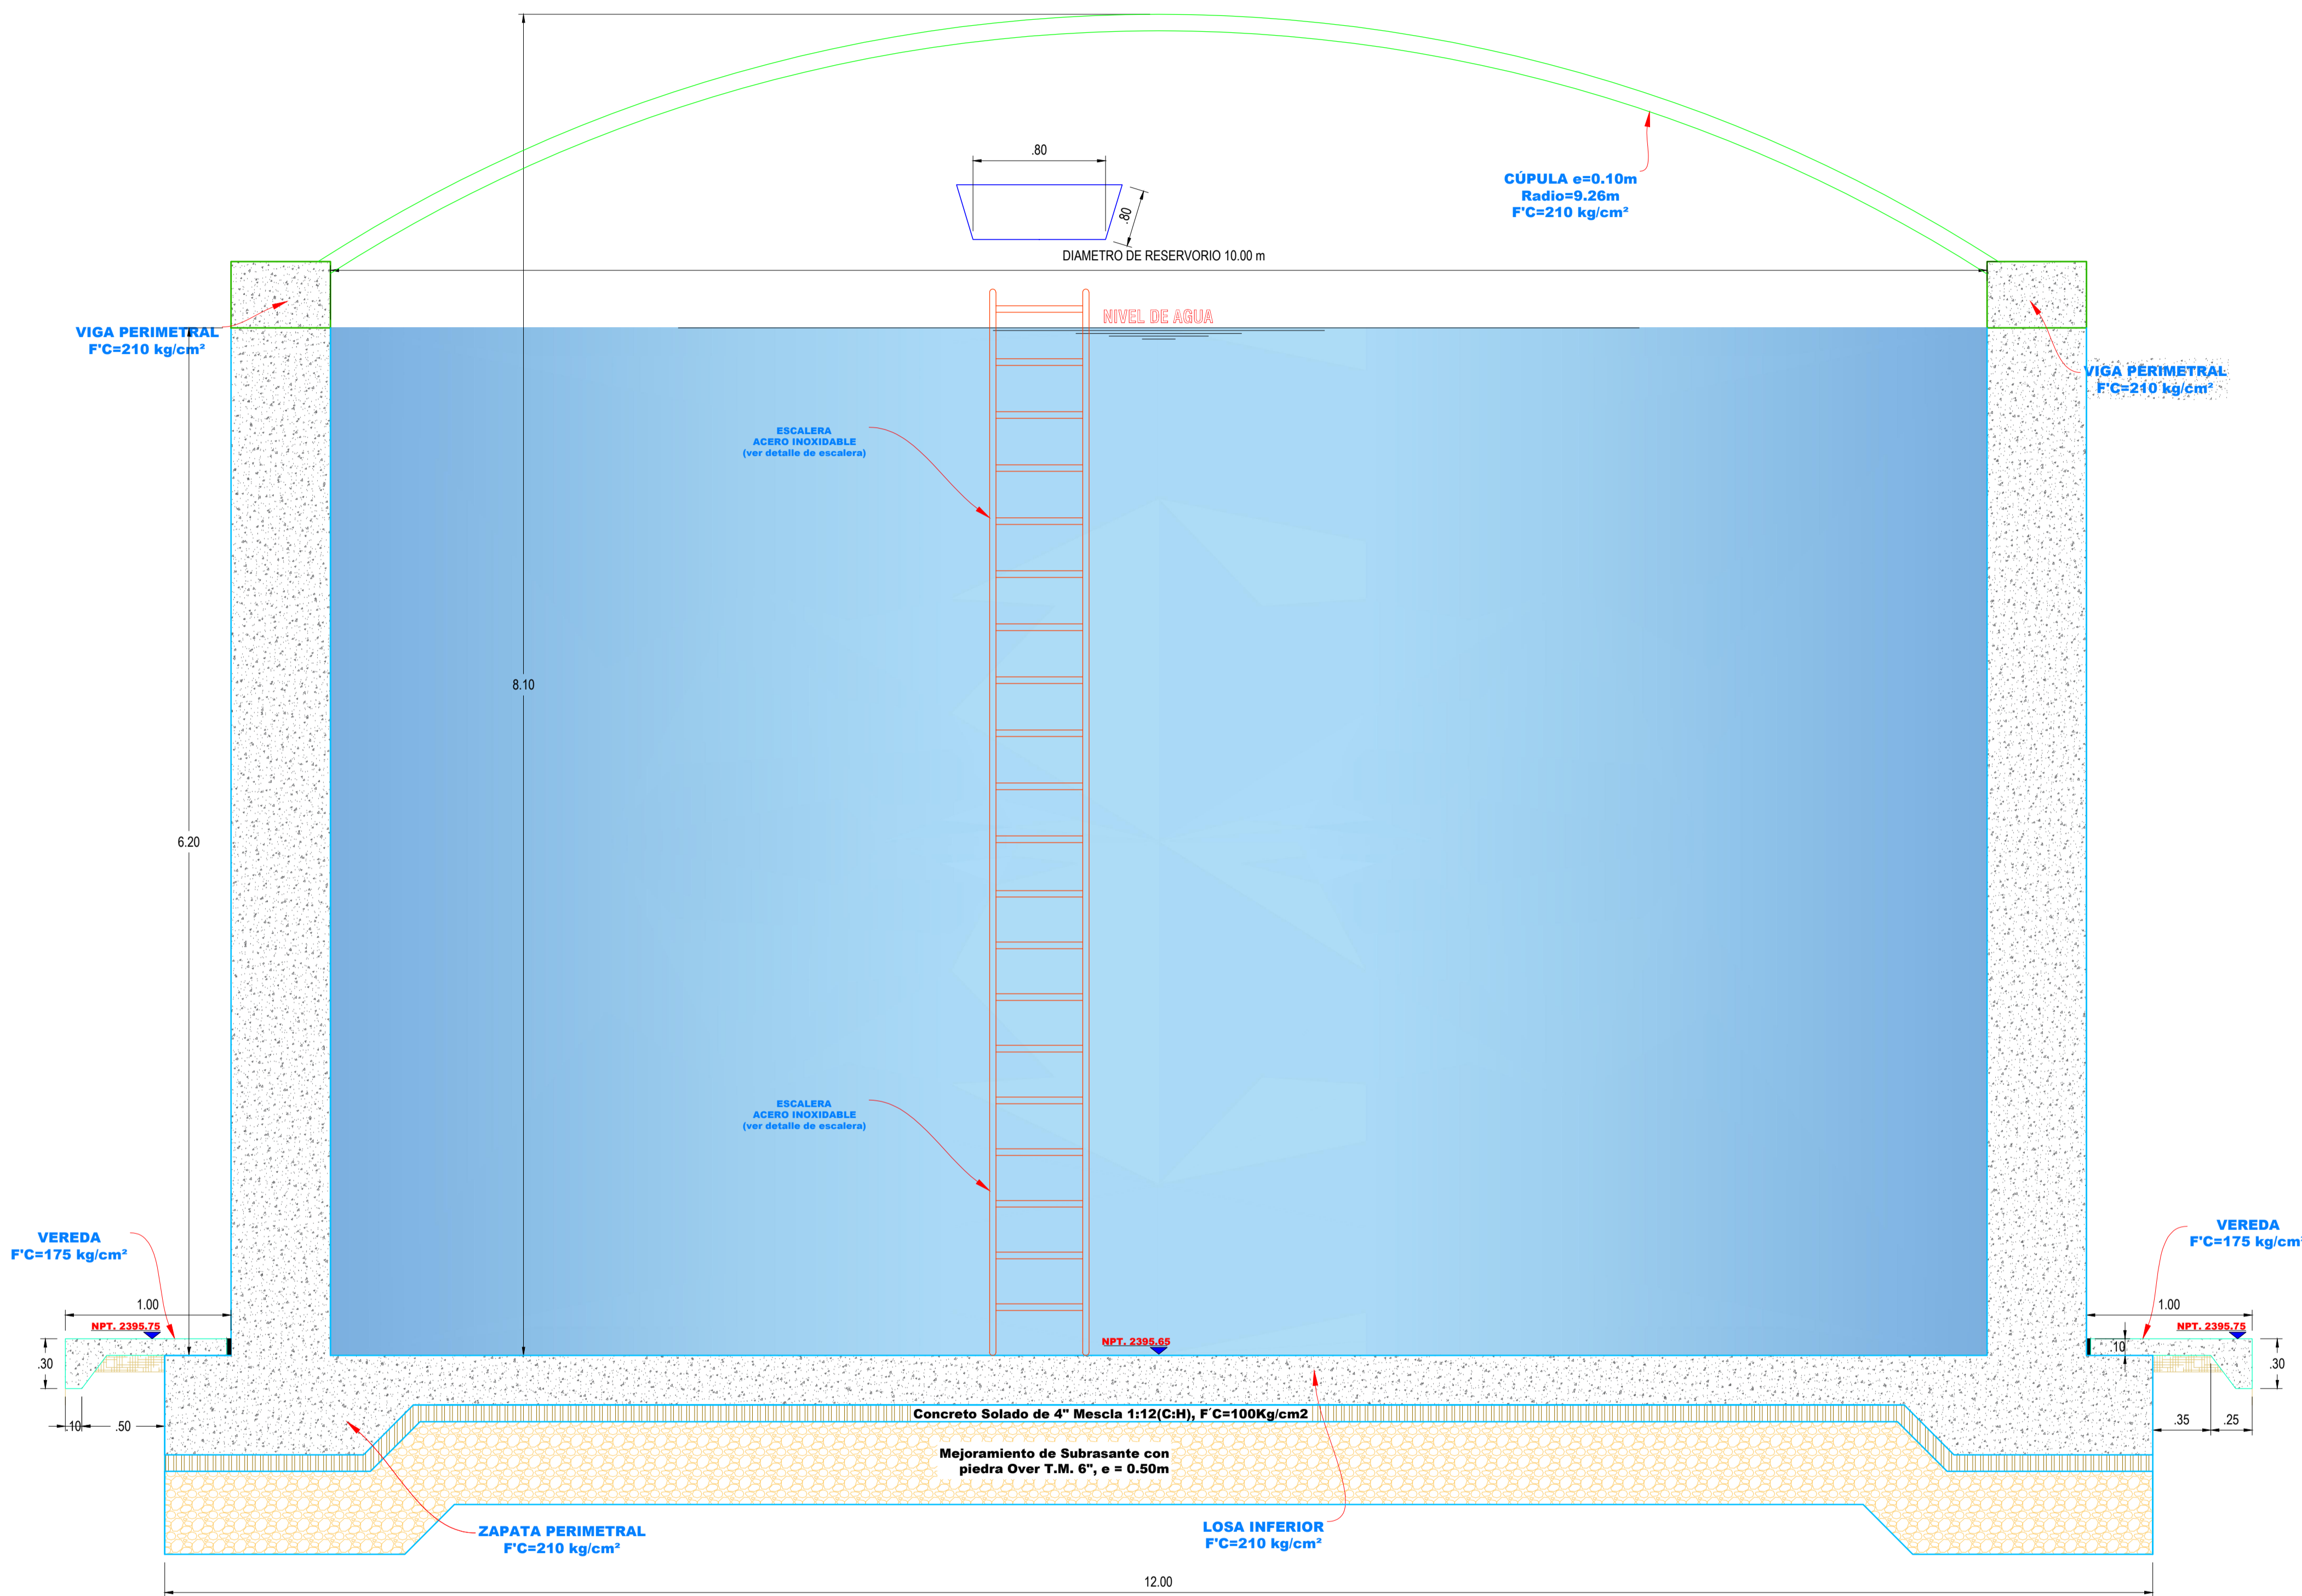 .80
CÚPULA e=0.10m
Radio=9.26m
F'C=210 kg/cm²
.80
DIAMETRO DE RESERVORIO 10.00 m
NIVEL DE AGUA
VIGA PERIMETRAL
F'C=210 kg/cm²
VIGA PERIMETRAL
F'C=210 kg/cm²
ESCALERA
ACERO INOXIDABLE
(ver detalle de escalera)
8.10
6.20
ESCALERA
ACERO INOXIDABLE
(ver detalle de escalera)
VEREDA
F'C=175 kg/cm²
VEREDA
F'C=175 kg/cm²
1.00
1.00
NPT. 2395.75
NPT. 2395.75
NPT. 2395.65
.30
.10
.30
.10
.50
Concreto Solado de 4" Mescla 1:12(C:H), F´C=100Kg/cm2
.35
.25
Mejoramiento de Subrasante con
piedra Over T.M. 6", e = 0.50m
ZAPATA PERIMETRAL
F'C=210 kg/cm²
LOSA INFERIOR
F'C=210 kg/cm²
12.00